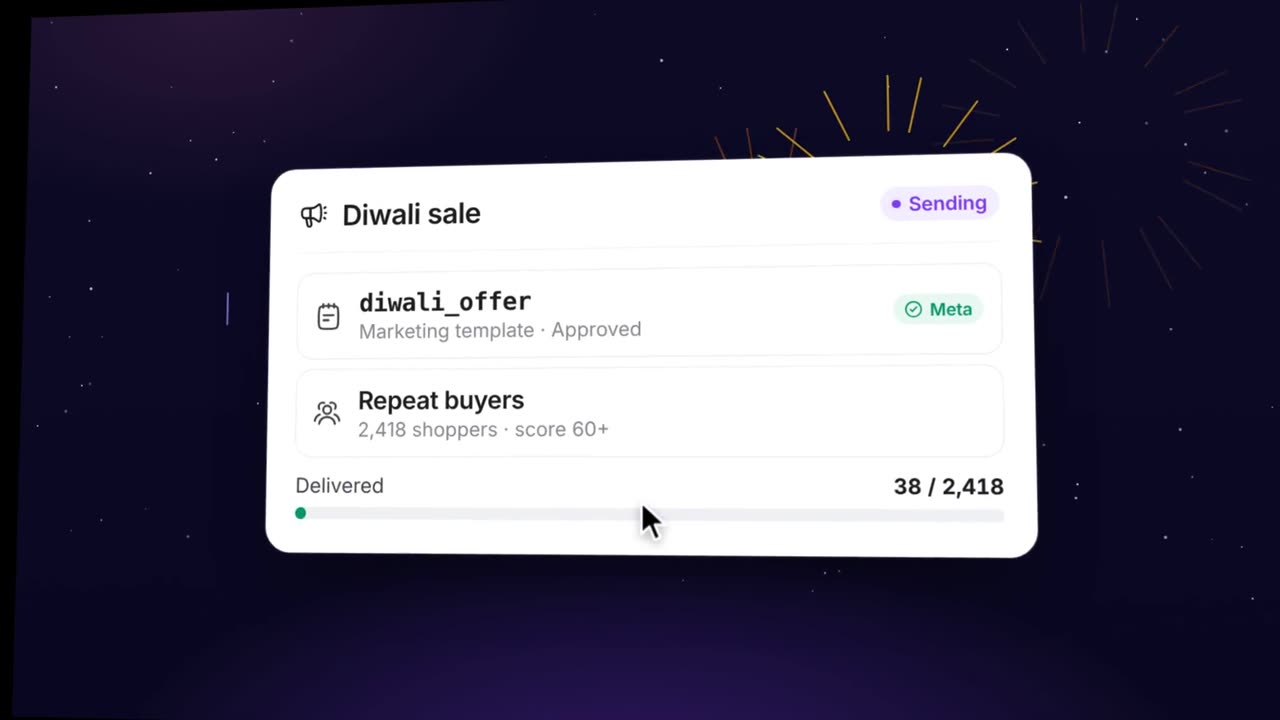 Diwali sale
Sending
diwali_offer
Marketing template · Approved
Meta
Repeat buyers
2,418 shoppers · score 60+
Delivered
38 / 2,418